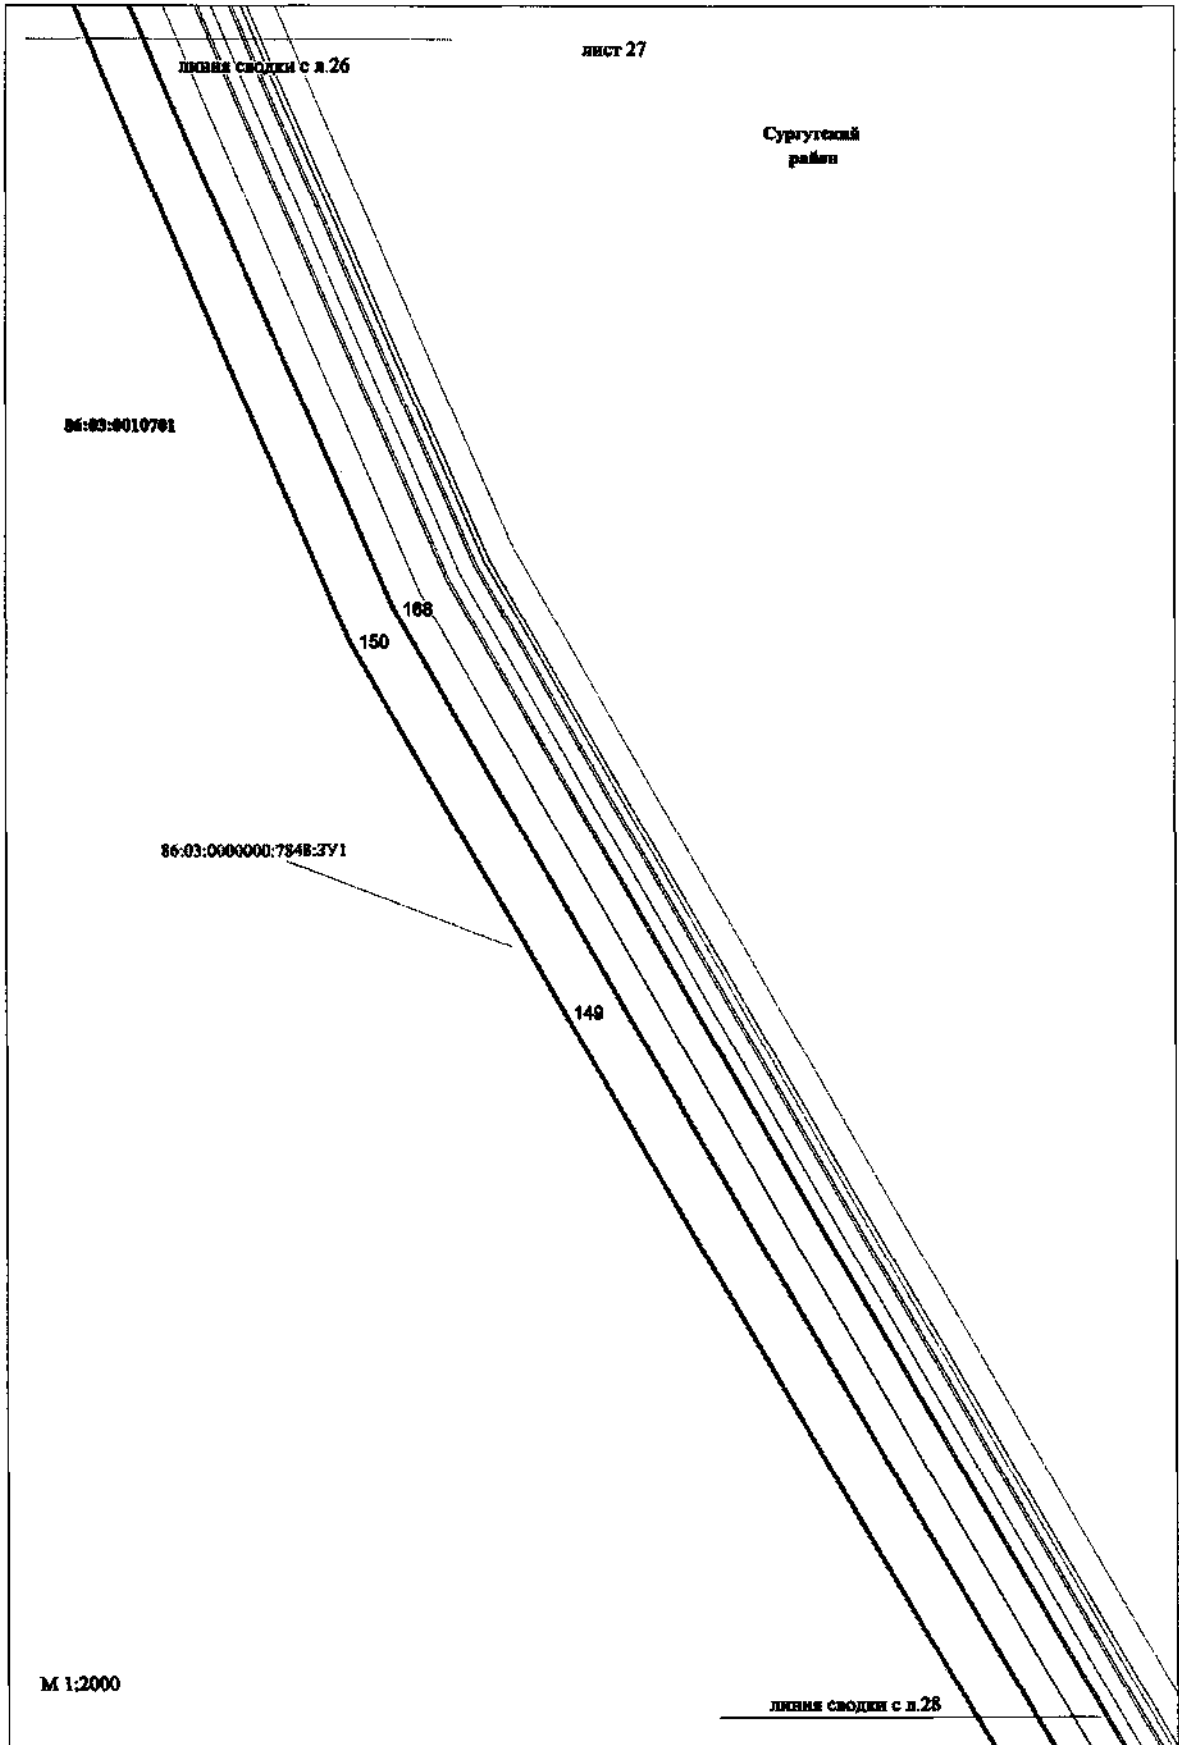 лист 27
линия сводки с л.26
Сургутский
район
86:03:0010701
168
150
86:03:0000000:7848:ЗУ1
149
М 1:2000
линия сводки с л.28